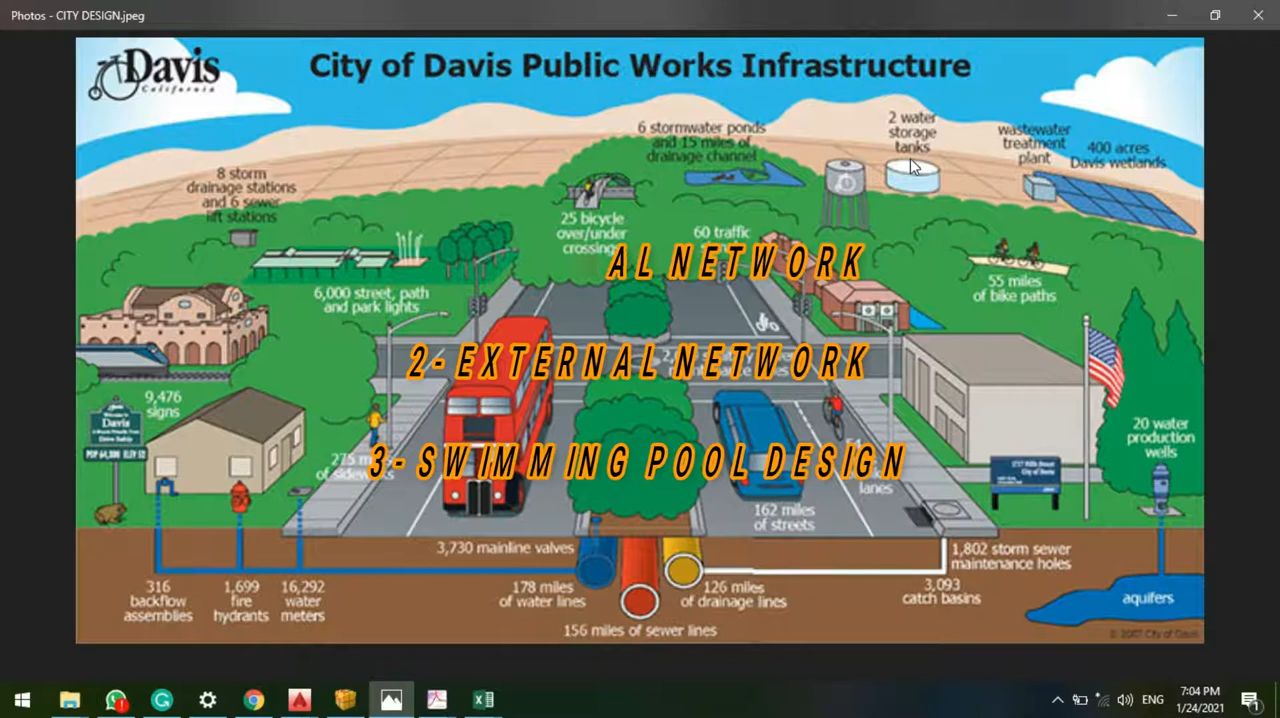 Photos - CITY DESIGN.jpeg
Davis
California
City of Davis Public Works Infrastructure
8 storm
drainage stations
and 6 sewer
lift stations
6 stormwater ponds
and 15 miles of
drainage channel
2 water
storage
tanks
wastewater
treatment
plant
400 acres
Davis wetlands
25 bicycle
over/under
crossings
60 traffic
AL NETWORK
6,000 street, path
and park lights
55 miles
of bike paths
2- EXTERNAL NETWORK
9,476
signs
Davis
20 water
production
wells
275
of
3- SWIMMING POOL DESIGN
lanes
162 miles
of streets
3,730 mainline valves
1,802 storm sewer
maintenance holes
316
backflow
assemblies
1,699
fire
hydrants
16,292
water
meters
178 miles
of water lines
126 miles
of drainage lines
3,093
catch basins
aquifers
156 miles of sewer lines
© 2007 City of Davis
ENG
7:04 PM
1/24/2021